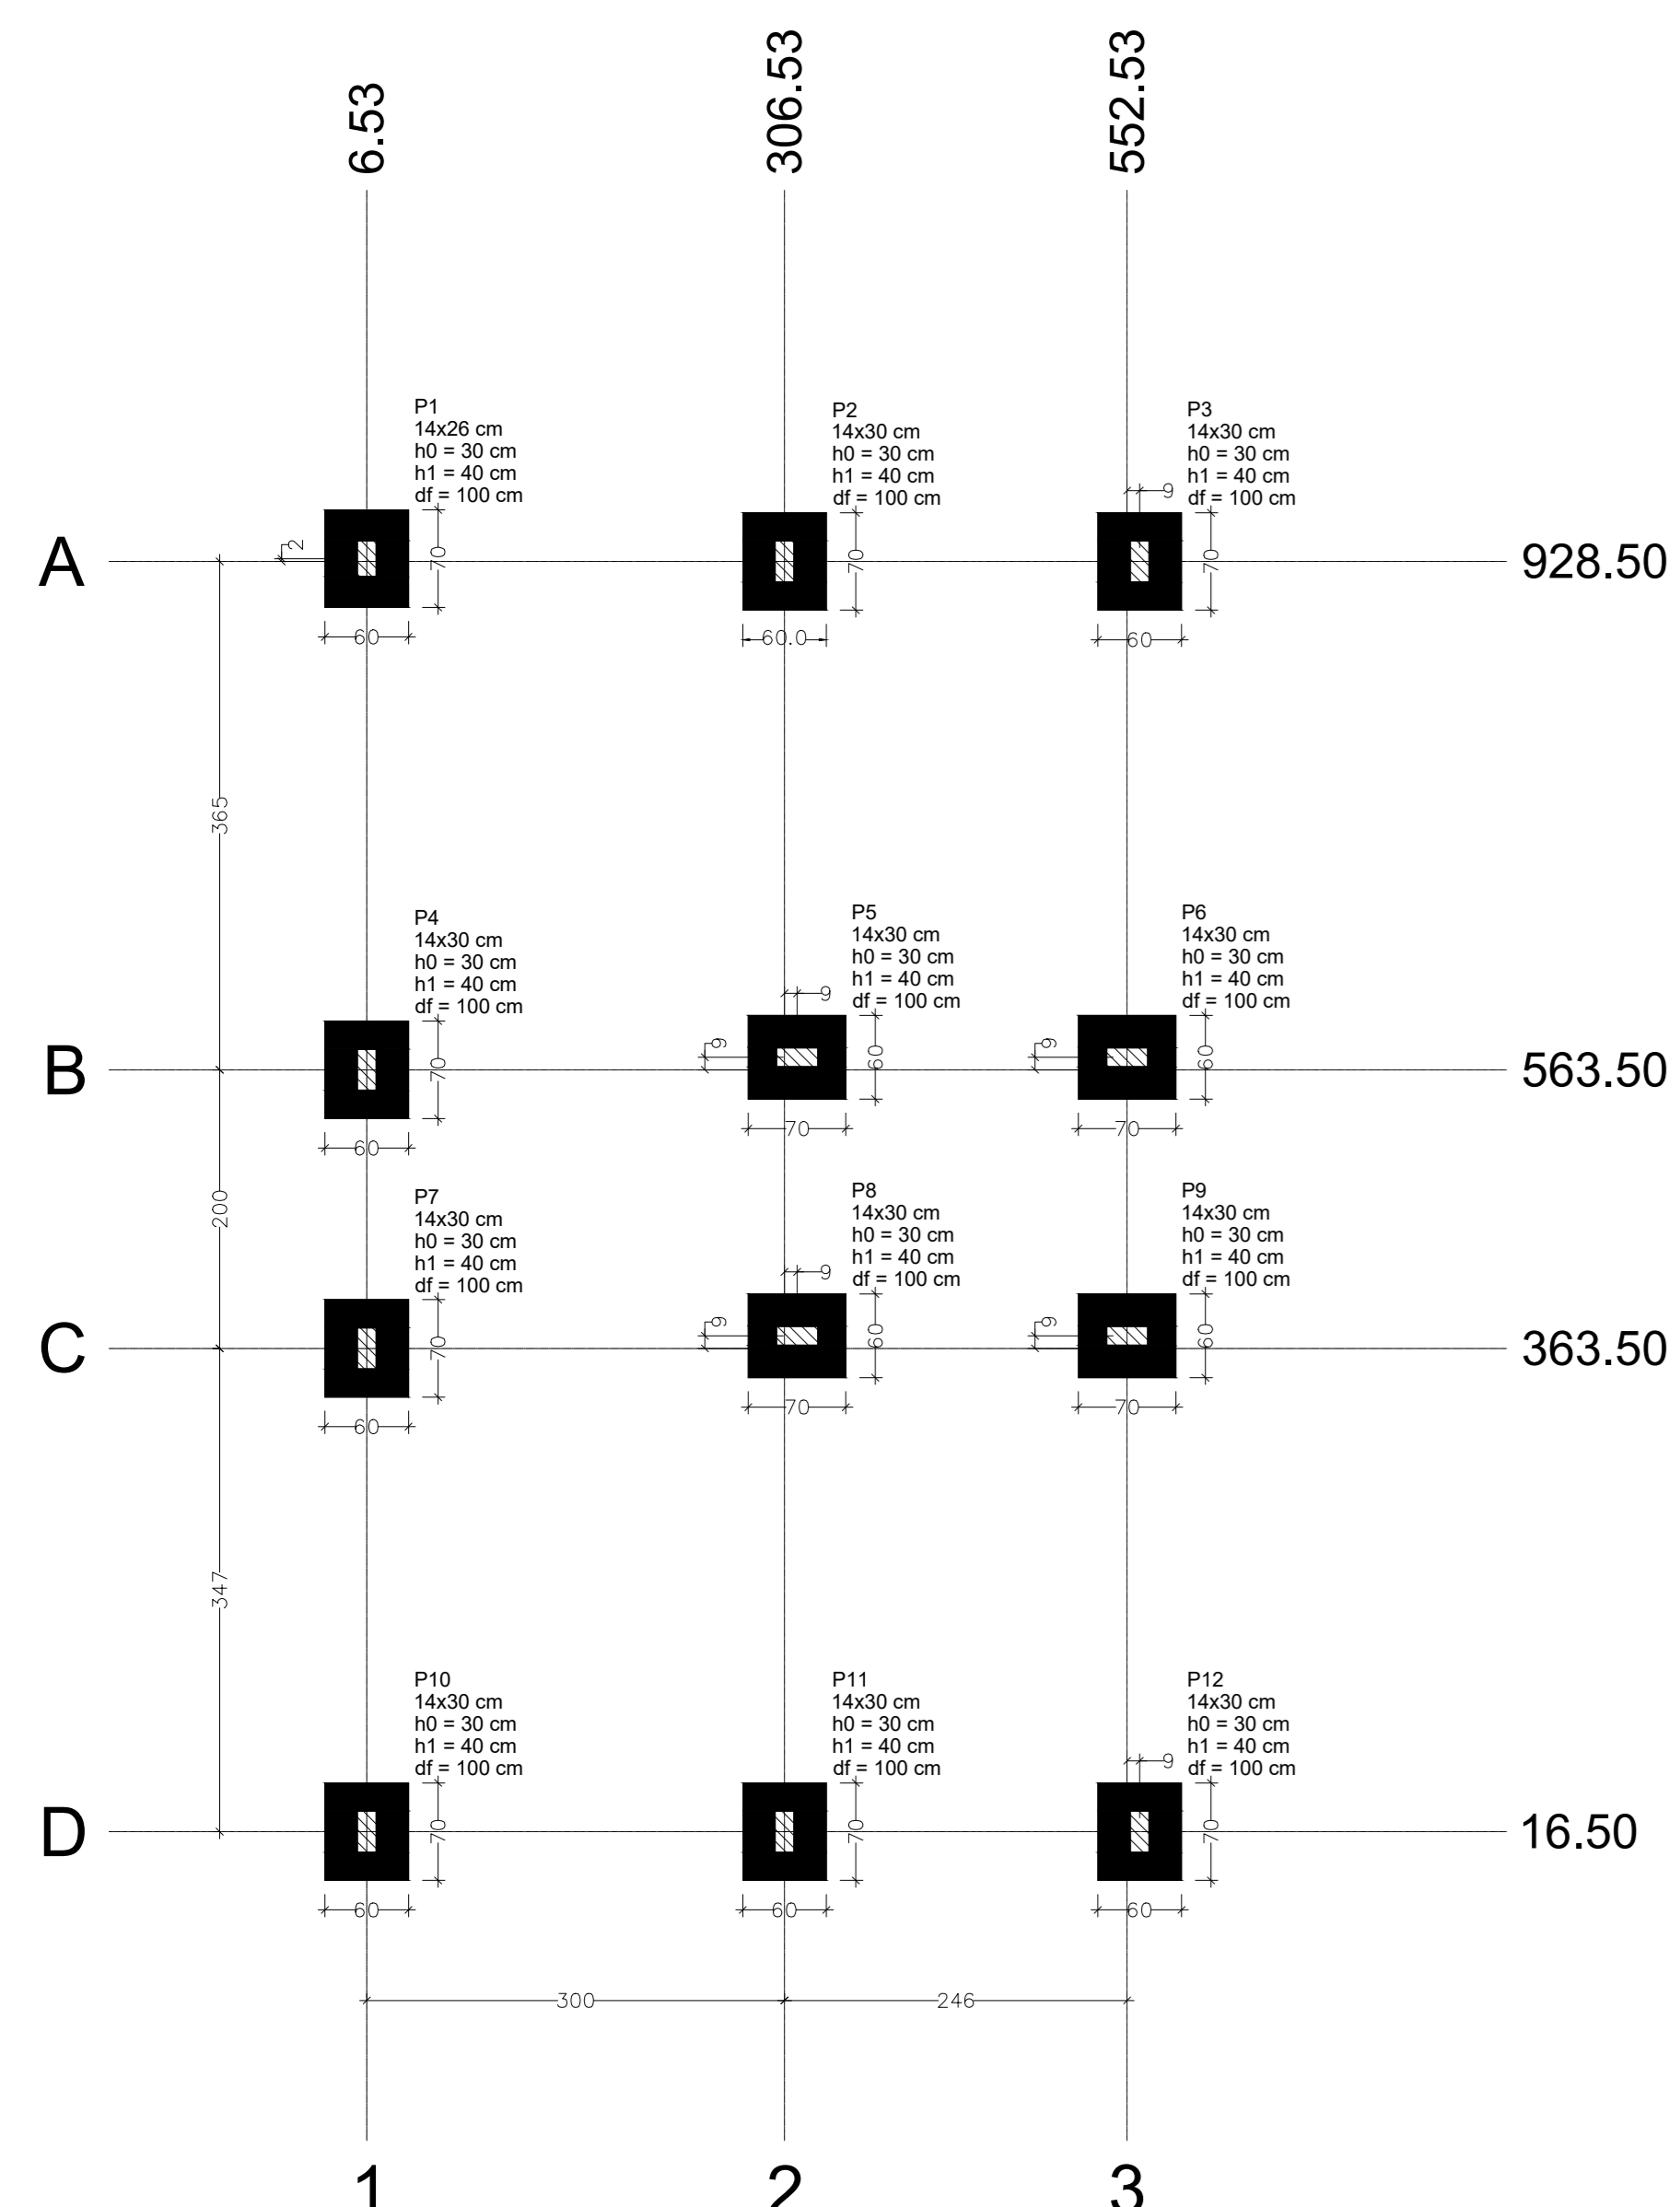 6.53
306.53
552.53
P1
14x26 cm
h0 = 30 cm
h1 = 40 cm
df = 100 cm
P2
14x30 cm
h0 = 30 cm
h1 = 40 cm
df = 100 cm
P3
14x30 cm
h0 = 30 cm
h1 = 40 cm
df = 100 cm
9
2
A
70
70
70
928.50
60
60.0
60
365
P4
14x30 cm
h0 = 30 cm
h1 = 40 cm
df = 100 cm
P5
14x30 cm
h0 = 30 cm
h1 = 40 cm
df = 100 cm
P6
14x30 cm
h0 = 30 cm
h1 = 40 cm
df = 100 cm
9
9
9
B
70
60
60
563.50
60
70
70
200
P7
14x30 cm
h0 = 30 cm
h1 = 40 cm
df = 100 cm
P8
14x30 cm
h0 = 30 cm
h1 = 40 cm
df = 100 cm
P9
14x30 cm
h0 = 30 cm
h1 = 40 cm
df = 100 cm
9
9
9
C
70
60
60
363.50
60
70
70
347
P10
14x30 cm
h0 = 30 cm
h1 = 40 cm
df = 100 cm
P11
14x30 cm
h0 = 30 cm
h1 = 40 cm
df = 100 cm
P12
14x30 cm
h0 = 30 cm
h1 = 40 cm
df = 100 cm
9
D
70
70
70
16.50
60
60
60
300
246
1
2
3